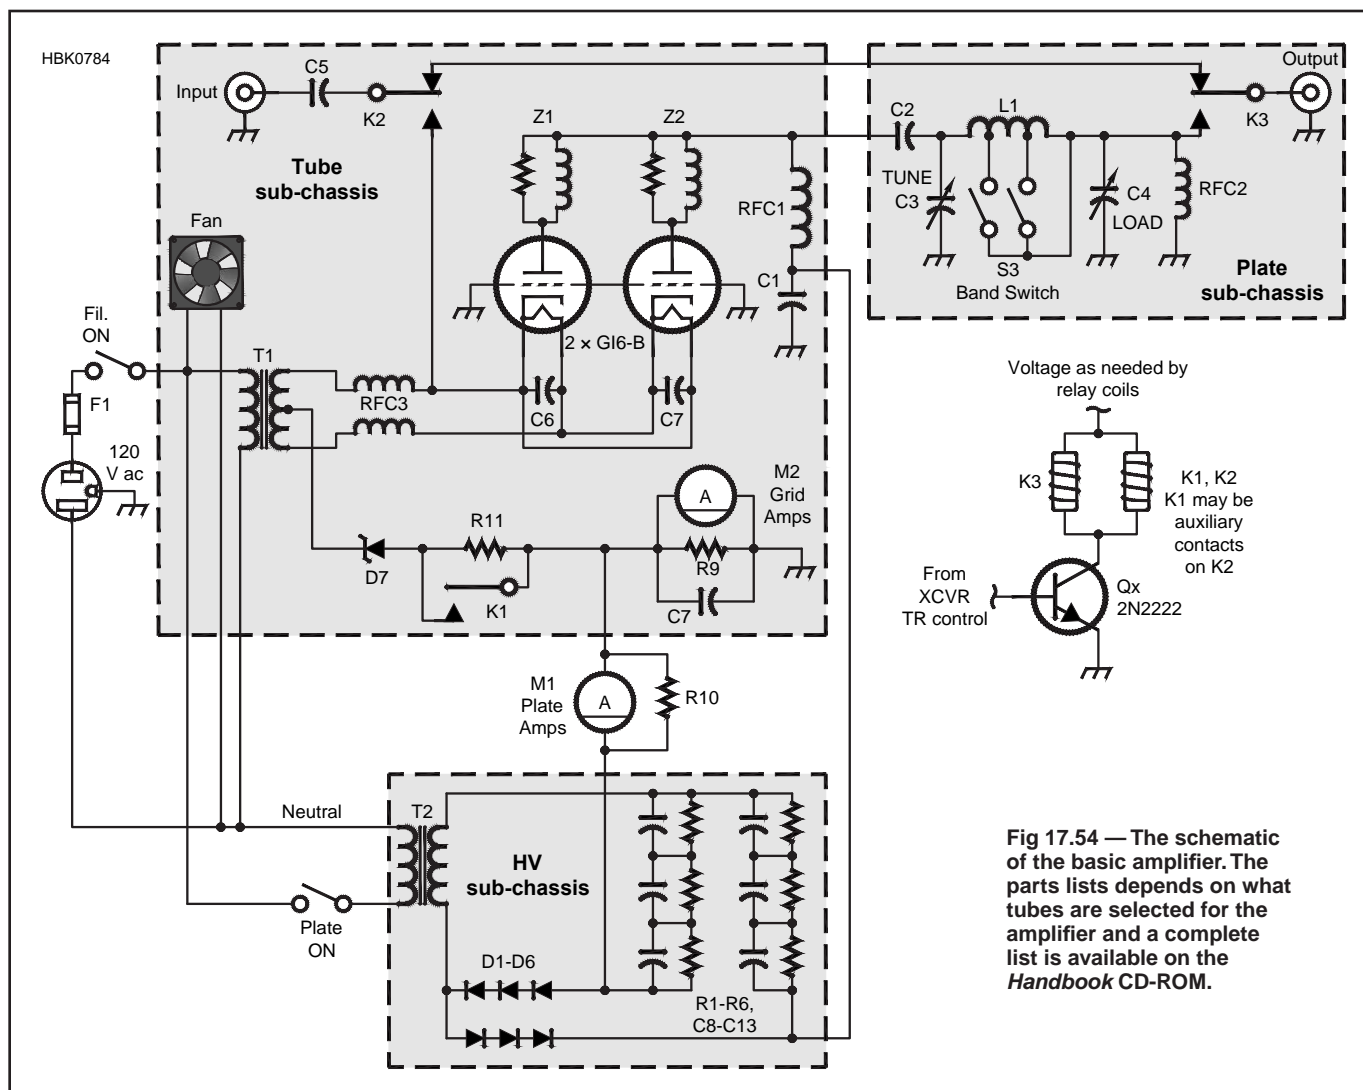 HBK0784
Input
C5
K2
Tube
sub-chassis
Z1
Z2
RFC1
C1
Fan
Fil.
ON
F1
120
V ac
T1
RFC3
2 × GI6-B
C6
C7
D7
R11
K1
A
M2
Grid
Amps
R9
C7
C2
L1
K3
Output
TUNE
C3
C4
LOAD
RFC2
S3
Band Switch
Plate
sub-chassis
Voltage as needed by
relay coils
K3
K1, K2
K1 may be
auxiliary
contacts
on K2
From
XCVR
TR control
Qx
2N2222
M1
Plate
Amps
A
R10
Neutral
T2
HV
sub-chassis
Plate
ON
D1-D6
R1-R6,
C8-C13
Fig 17.54 — The schematic
of the basic amplifier. The
parts lists depends on what
tubes are selected for the
amplifier and a complete
list is available on the
Handbook CD-ROM.